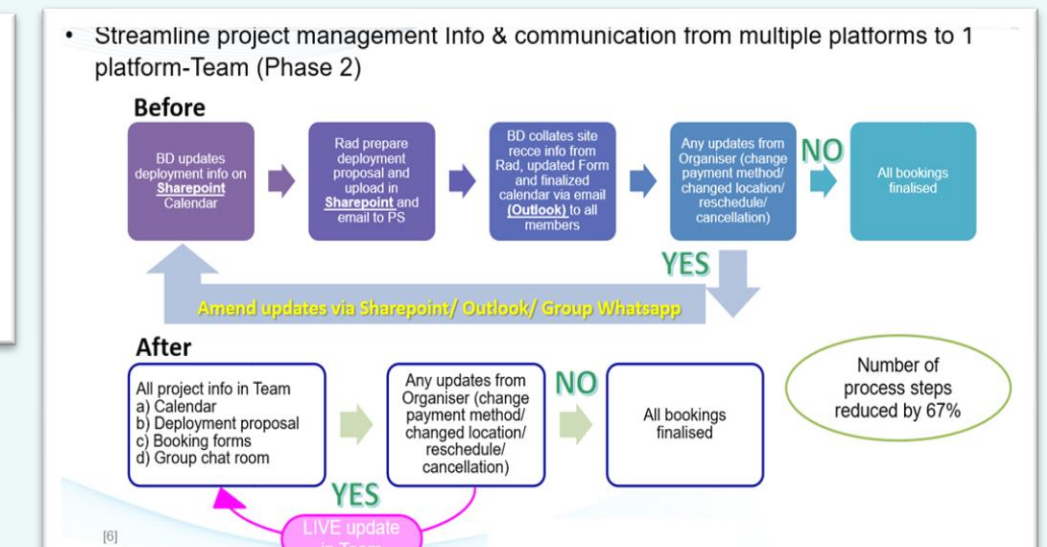 • Streamline project management Info & communication from multiple platforms to 1
platform-Team (Phase 2)
Before
BD updates
deployment info on
Sharepoint
Calendar
Rad prepare
deployment
proposal and
upload in
Sharepoint and
email to PS
BD collates site
recce info from
Rad, updated Form
and finalized
calendar via email
(Outlook) to all
members
Any updates from
Organiser (change
payment method/
changed location/
reschedule/
cancellation)
NO
All bookings
finalised
YES
Amend updates via Sharepoint/ Outlook/ Group Whatsapp
After
All project info in Team
a) Calendar
b) Deployment proposal
c) Booking forms
d) Group chat room
Any updates from
Organiser (change
payment method/
changed location/
reschedule/
cancellation)
NO
All bookings
finalised
Number of
process steps
reduced by 67%
YES
LIVE update
in Team
[6]